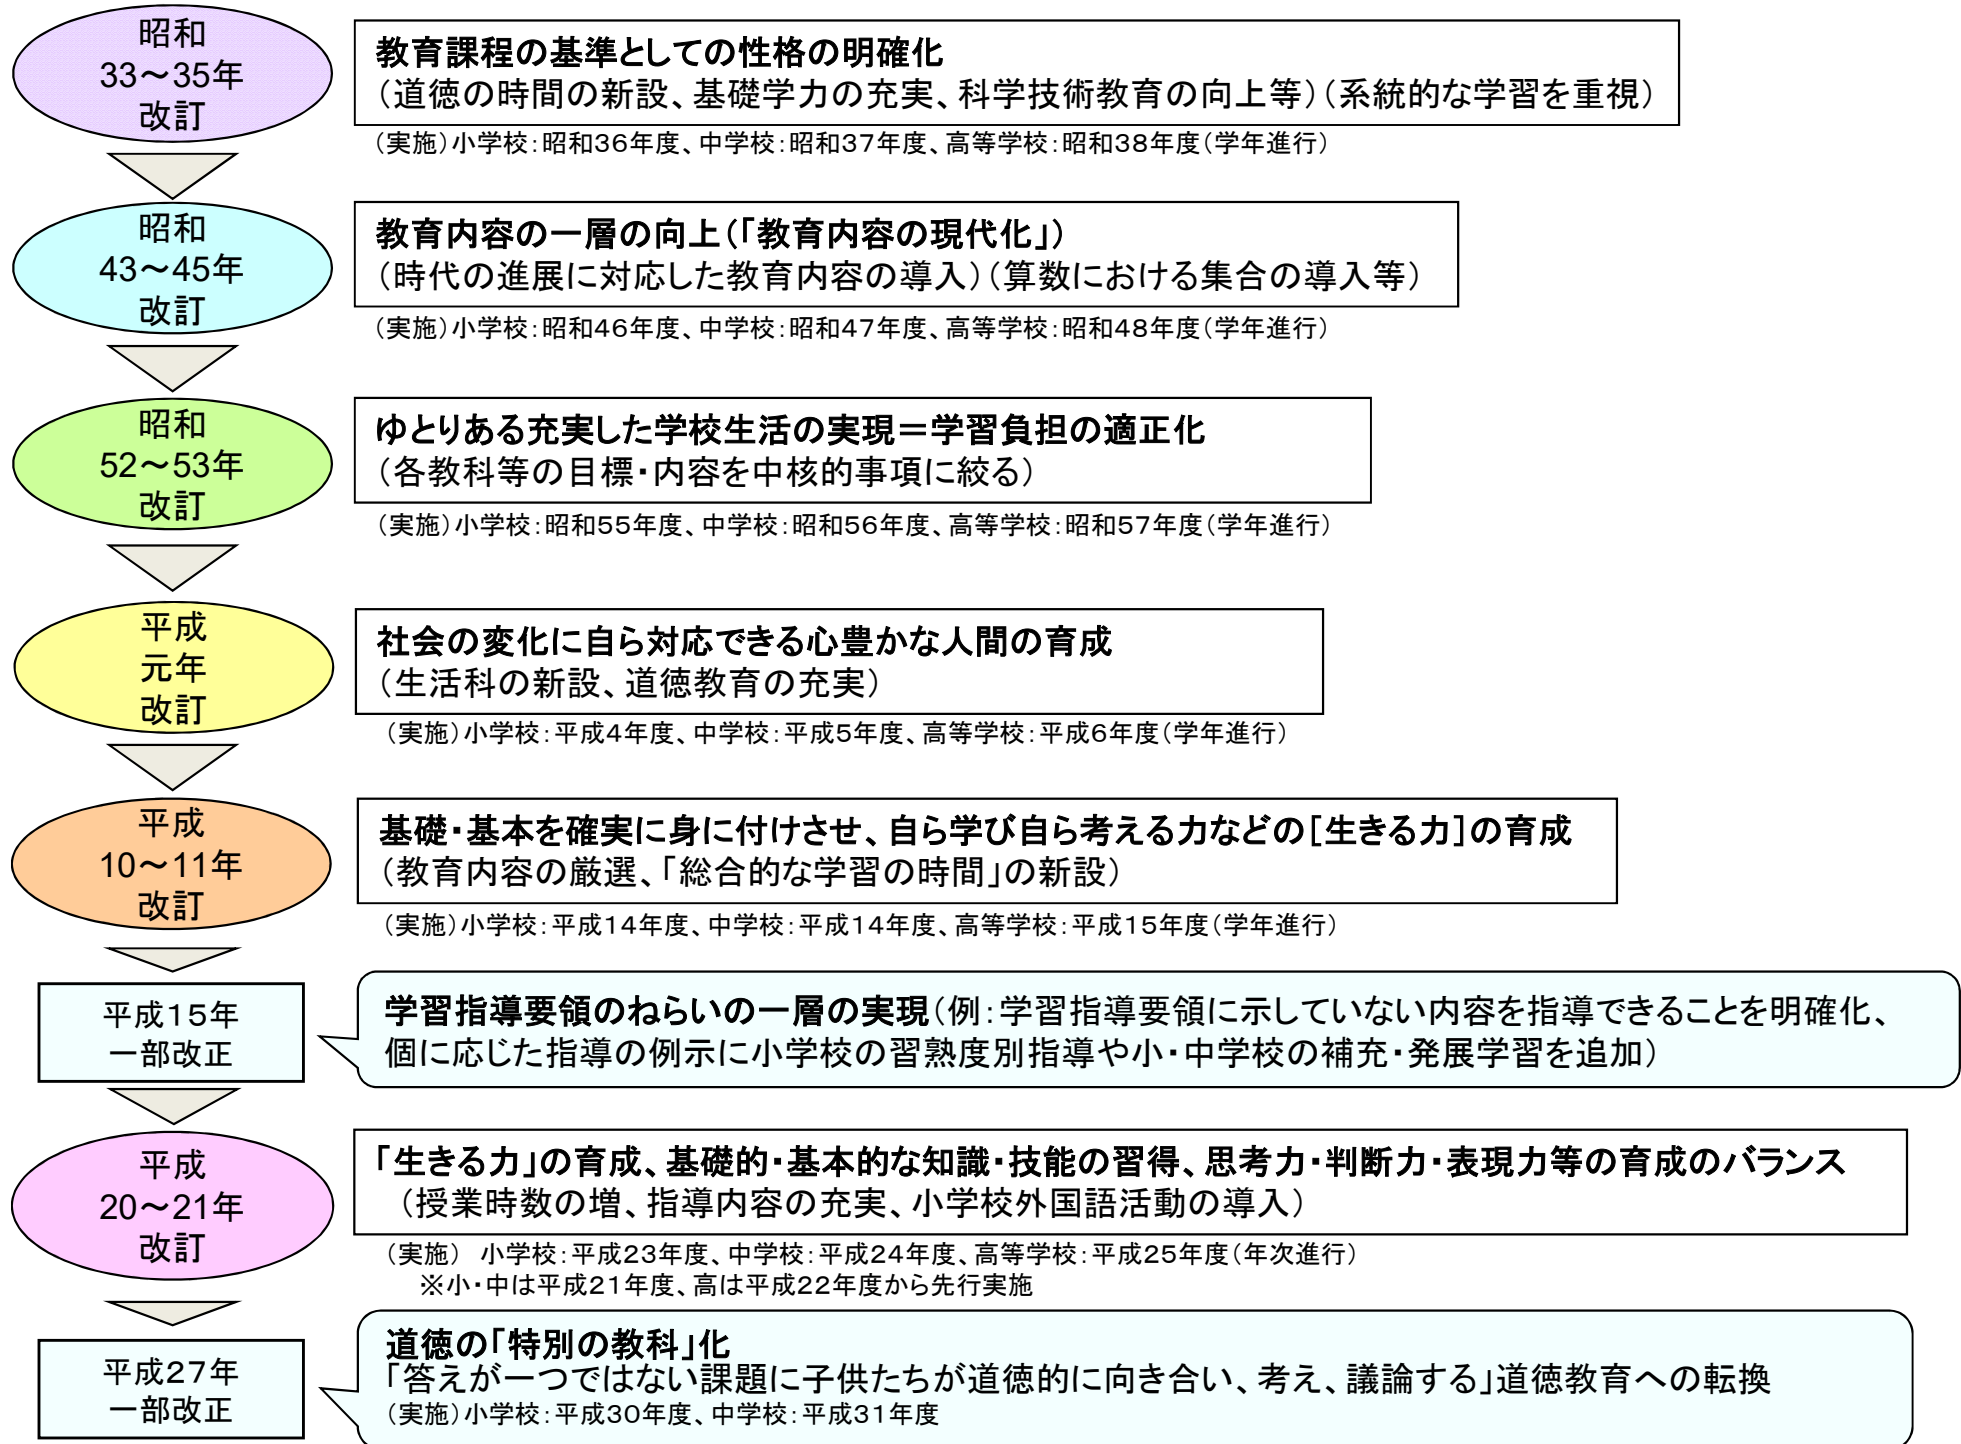 昭和
33～35年
改訂
教育課程の基準としての性格の明確化
（道徳の時間の新設、基礎学力の充実、科学技術教育の向上等）（系統的な学習を重視）
（実施）小学校：昭和36年度、中学校：昭和37年度、高等学校：昭和38年度（学年進行）
昭和
43～45年
改訂
教育内容の一層の向上（「教育内容の現代化」）
（時代の進展に対応した教育内容の導入）（算数における集合の導入等）
（実施）小学校：昭和46年度、中学校：昭和47年度、高等学校：昭和48年度（学年進行）
昭和
52～53年
改訂
ゆとりある充実した学校生活の実現＝学習負担の適正化
（各教科等の目標・内容を中核的事項に絞る）
（実施）小学校：昭和55年度、中学校：昭和56年度、高等学校：昭和57年度（学年進行）
平成
元年
改訂
社会の変化に自ら対応できる心豊かな人間の育成
（生活科の新設、道徳教育の充実）
（実施）小学校：平成4年度、中学校：平成5年度、高等学校：平成6年度（学年進行）
平成
10～11年
改訂
基礎・基本を確実に身に付けさせ、自ら学び自ら考える力などの［生きる力］の育成
（教育内容の厳選、「総合的な学習の時間」の新設）
（実施）小学校：平成14年度、中学校：平成14年度、高等学校：平成15年度（学年進行）
平成15年
一部改正
学習指導要領のねらいの一層の実現（例：学習指導要領に示していない内容を指導できることを明確化、
個に応じた指導の例示に小学校の習熟度別指導や小・中学校の補充・発展学習を追加）
平成
20～21年
改訂
「生きる力」の育成、基礎的・基本的な知識・技能の習得、思考力・判断力・表現力等の育成のバランス
（授業時数の増、指導内容の充実、小学校外国語活動の導入）
（実施） 小学校：平成23年度、中学校：平成24年度、高等学校：平成25年度（年次進行）
※小・中は平成21年度、高は平成22年度から先行実施
平成27年
一部改正
道徳の「特別の教科」化
「答えが一つではない課題に子供たちが道徳的に向き合い、考え、議論する」道徳教育への転換
（実施）小学校：平成30年度、中学校：平成31年度